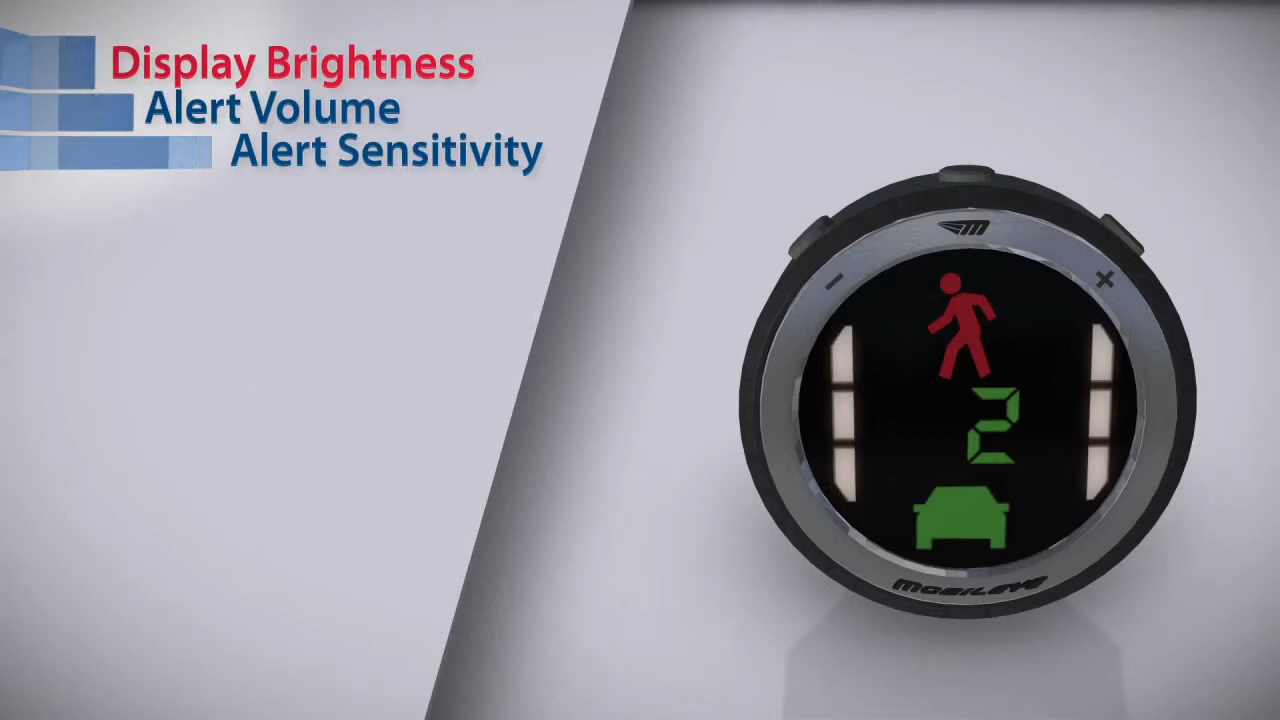 Display Brightness
Alert Volume
Alert Sensitivity
− +
2
MOBILEYE